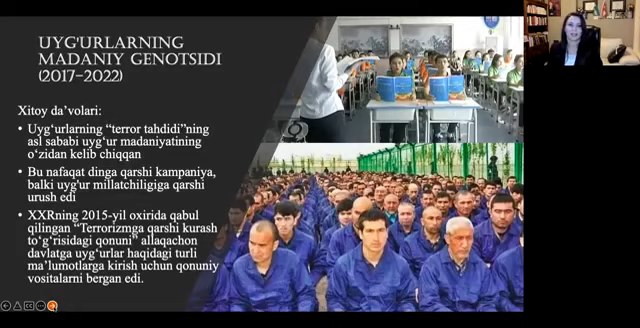 UYG'URLARNING
MADANIY GENOTSIDI
(2017–2022)
Xitoy da’volari:
• Uyg‘urlarning “terror tahdidi”ning
asl sababi uyg‘ur madaniyatining
o‘zidan kelib chiqqan
• Bu nafaqat dinga qarshi kampaniya,
balki uyg'ur millatchiligiga qarshi
urush edi
• XXRning 2015-yil oxirida qabul
qilingan “Terrorizmga qarshi kurash
to‘g‘risidagi qonuni” allaqachon
davlatga uyg‘urlar haqidagi turli
ma’lumotlarga kirish uchun qonuniy
vositalarni bergan edi.